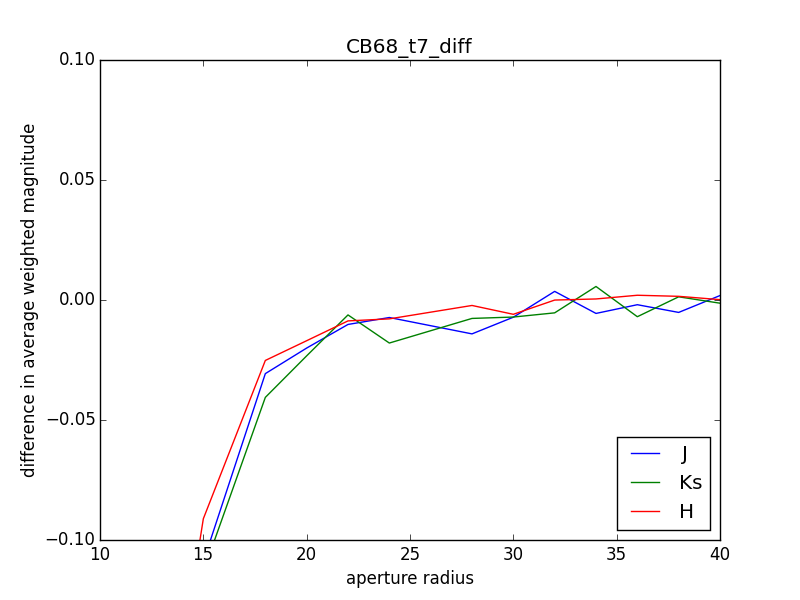 CB68_t7_diff
difference in average weighted magnitude
0.10
0.05
0.00
−0.05
−0.10
10 15 20 25 30 35 40
aperture radius
J
Ks
H